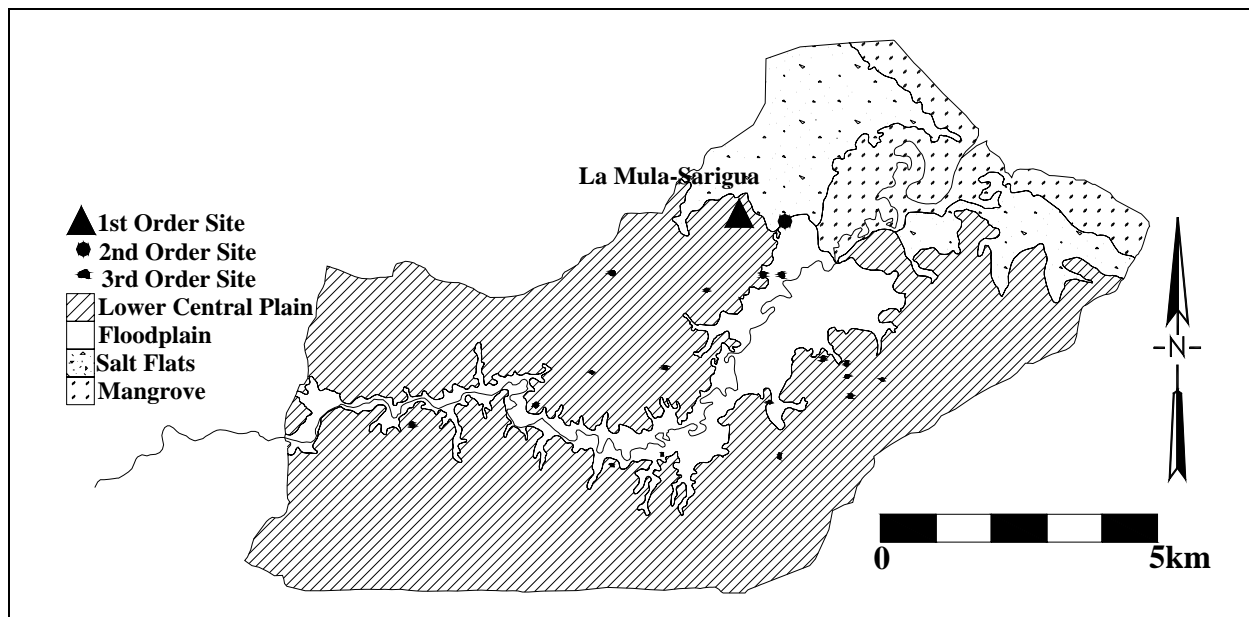 La Mula-Sarigua
1st Order Site
2nd Order Site
3rd Order Site
Lower Central Plain
Floodplain
Salt Flats
Mangrove
N
0 5km